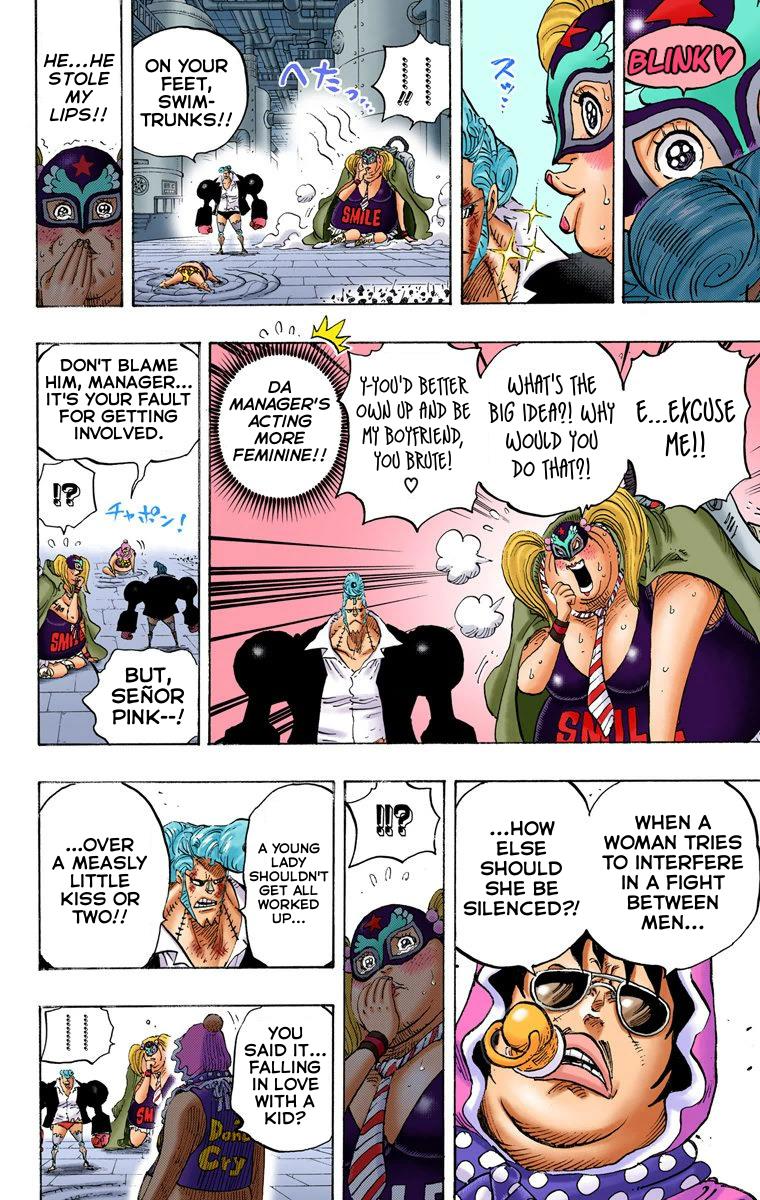 BLINK♡
スッ…
!!
ON YOUR
FEET,
SWIM-
TRUNKS!!
へたっ…
SMILE
HE...HE
STOLE
MY
LIPS!!
E...EXCUSE
ME!!
WHAT'S THE
BIG IDEA?! WHY
WOULD YOU
DO THAT?!
Y-YOU'D BETTER
OWN UP AND BE
MY BOYFRIEND,
YOU BRUTE!
♡
DA
MANAGER'S
ACTING
MORE
FEMININE!!
SMILE
DON'T BLAME
HIM, MANAGER...
IT'S YOUR FAULT
FOR GETTING
INVOLVED.
!?
チャポン!
SMILE
BUT,
SEÑOR
PINK--!
WHEN A
WOMAN TRIES
TO INTERFERE
IN A FIGHT
BETWEEN
MEN...
...HOW
ELSE
SHOULD
SHE BE
SILENCED?!
!!?
A YOUNG
LADY
SHOULDN'T
GET ALL
WORKED
UP...
...OVER
A MEASLY
LITTLE
KISS OR
TWO!!
YOU
SAID IT...
FALLING
IN LOVE
WITH A
KID?
SM
Don't
Cry